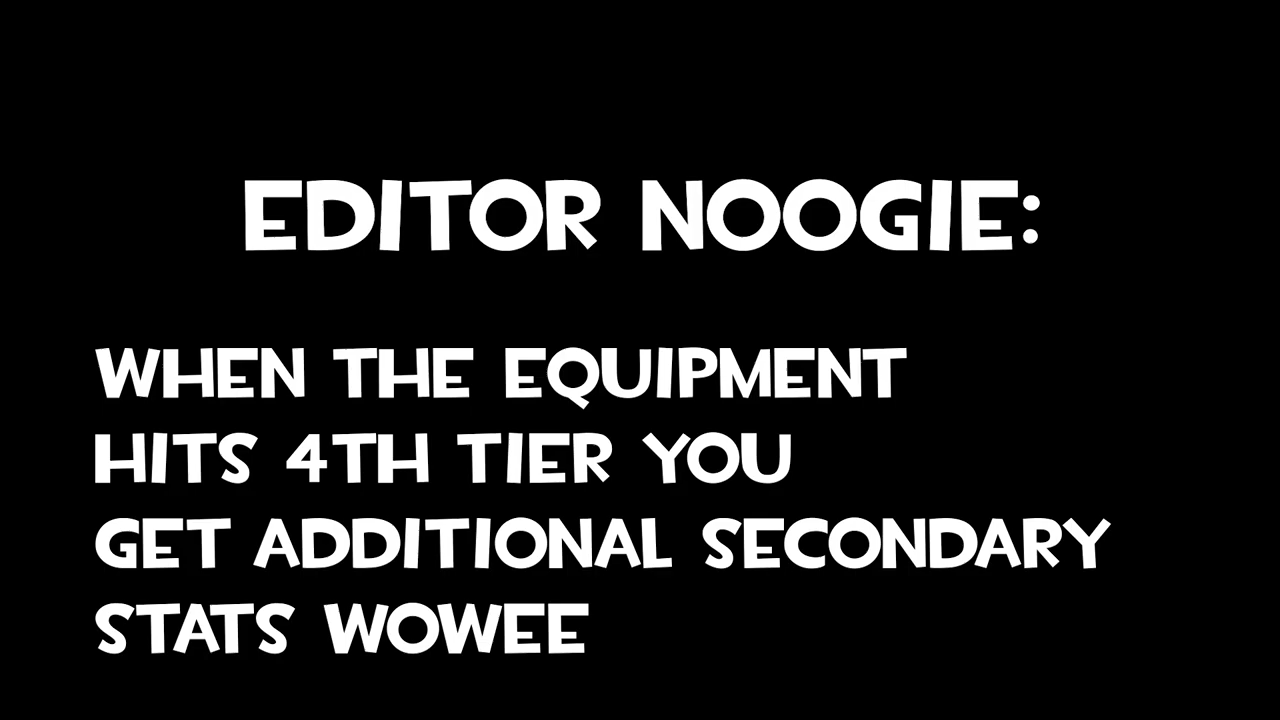 EDITOR NOOGIE:
WHEN THE EQUIPMENT
HITS 4TH TIER YOU
GET ADDITIONAL SECONDARY
STATS WOWEE